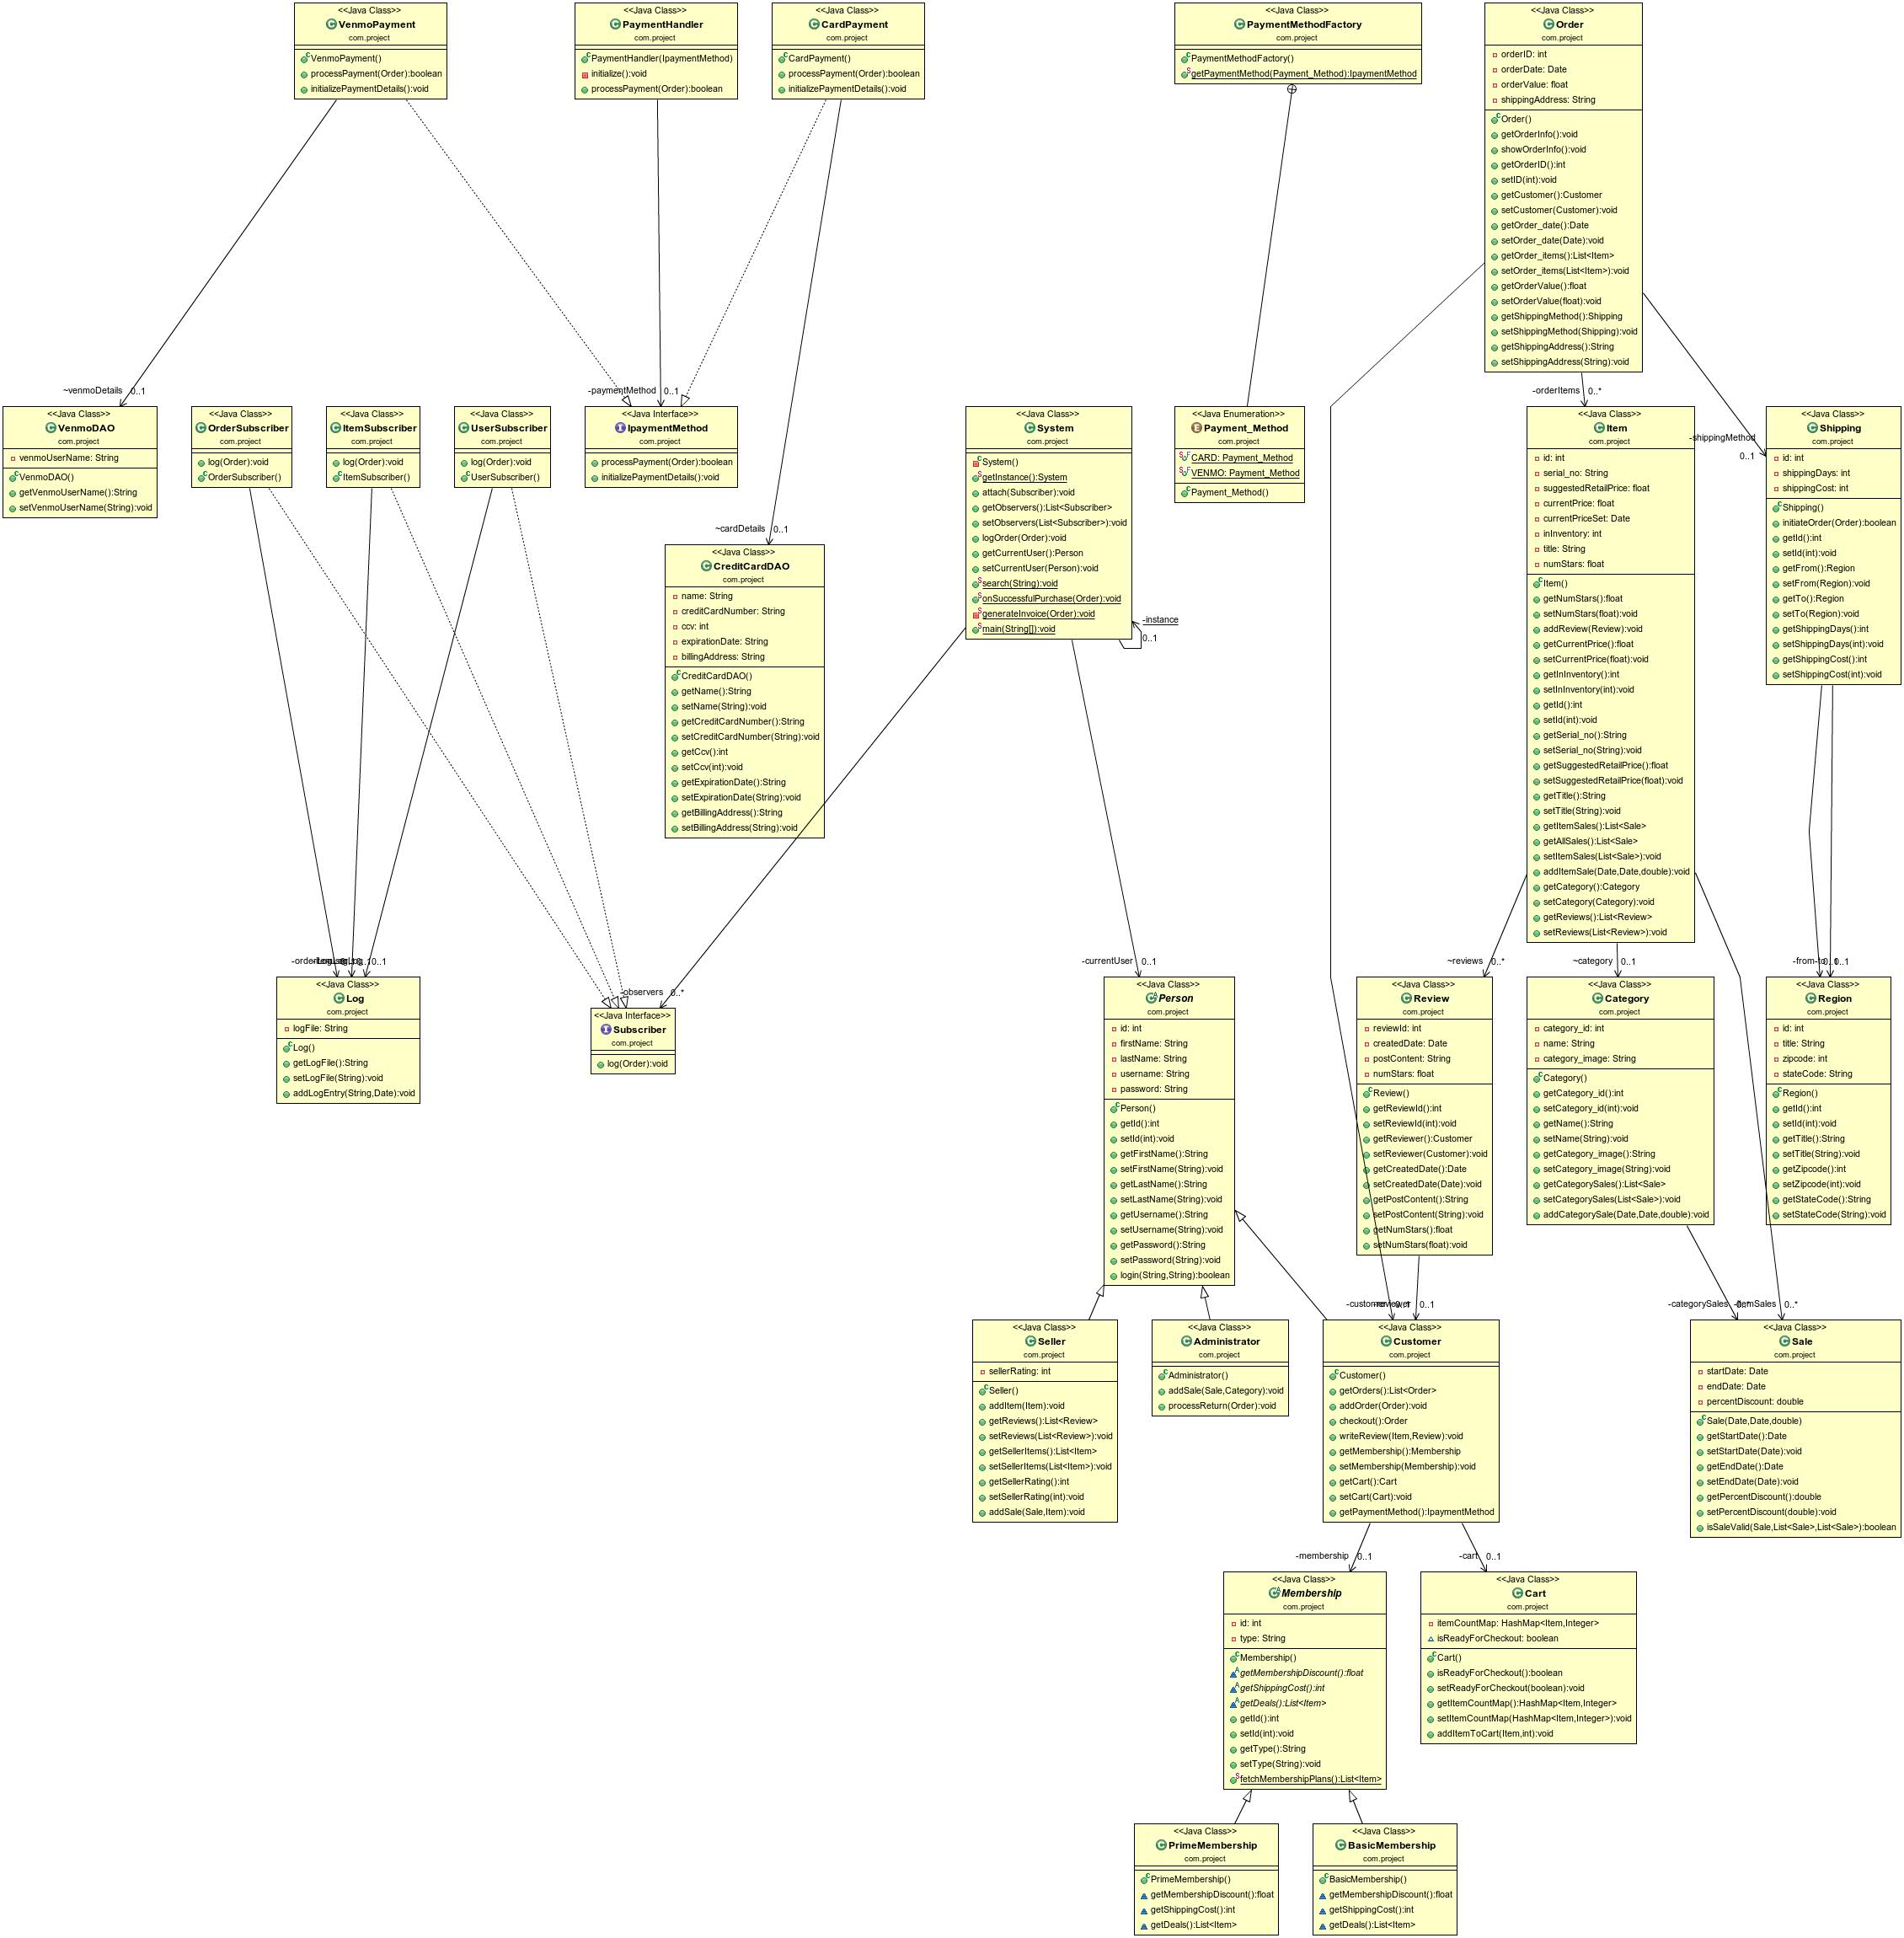 <<Java Class>>
VenmoPayment
com.project
VenmoPayment()
processPayment(Order):boolean
initializePaymentDetails():void
<<Java Class>>
PaymentHandler
com.project
PaymentHandler(IpaymentMethod)
initialize():void
processPayment(Order):boolean
<<Java Class>>
CardPayment
com.project
CardPayment()
processPayment(Order):boolean
initializePaymentDetails():void
<<Java Class>>
PaymentMethodFactory
com.project
PaymentMethodFactory()
getPaymentMethod(Payment_Method):IpaymentMethod
<<Java Class>>
Order
com.project
orderID: int
orderDate: Date
orderValue: float
shippingAddress: String
Order()
getOrderInfo():void
showOrderInfo():void
getOrderID():int
setID(int):void
getCustomer():Customer
setCustomer(Customer):void
getOrder_date():Date
setOrder_date(Date):void
getOrder_items():List<Item>
setOrder_items(List<Item>):void
getOrderValue():float
setOrderValue(float):void
getShippingMethod():Shipping
setShippingMethod(Shipping):void
getShippingAddress():String
setShippingAddress(String):void
~venmoDetails 0..1
-paymentMethod 0..1
-orderItems 0..*
-shippingMethod
0..1
<<Java Class>>
VenmoDAO
com.project
venmoUserName: String
VenmoDAO()
getVenmoUserName():String
setVenmoUserName(String):void
<<Java Class>>
OrderSubscriber
com.project
log(Order):void
OrderSubscriber()
<<Java Class>>
ItemSubscriber
com.project
log(Order):void
ItemSubscriber()
<<Java Class>>
UserSubscriber
com.project
log(Order):void
UserSubscriber()
<<Java Interface>>
IpaymentMethod
com.project
processPayment(Order):boolean
initializePaymentDetails():void
~cardDetails 0..1
<<Java Class>>
CreditCardDAO
com.project
name: String
creditCardNumber: String
ccv: int
expirationDate: String
billingAddress: String
CreditCardDAO()
getName():String
setName(String):void
getCreditCardNumber():String
setCreditCardNumber(String):void
getCcv():int
setCcv(int):void
getExpirationDate():String
setExpirationDate(String):void
getBillingAddress():String
setBillingAddress(String):void
<<Java Class>>
System
com.project
System()
getInstance():System
attach(Subscriber):void
getObservers():List<Subscriber>
setObservers(List<Subscriber>):void
logOrder(Order):void
getCurrentUser():Person
setCurrentUser(Person):void
search(String):void
onSuccessfulPurchase(Order):void
generateInvoice(Order):void
main(String[]):void
-instance
0..1
<<Java Enumeration>>
Payment_Method
com.project
CARD: Payment_Method
VENMO: Payment_Method
Payment_Method()
<<Java Class>>
Item
com.project
id: int
serial_no: String
suggestedRetailPrice: float
currentPrice: float
currentPriceSet: Date
inInventory: int
title: String
numStars: float
Item()
getNumStars():float
setNumStars(float):void
addReview(Review):void
getCurrentPrice():float
setCurrentPrice(float):void
getInInventory():int
setInInventory(int):void
getId():int
setId(int):void
getSerial_no():String
setSerial_no(String):void
getSuggestedRetailPrice():float
setSuggestedRetailPrice(float):void
getTitle():String
setTitle(String):void
getItemSales():List<Sale>
getAllSales():List<Sale>
setItemSales(List<Sale>):void
addItemSale(Date,Date,double):void
getCategory():Category
setCategory(Category):void
getReviews():List<Review>
setReviews(List<Review>):void
<<Java Class>>
Shipping
com.project
id: int
shippingDays: int
shippingCost: int
Shipping()
initiateOrder(Order):boolean
getId():int
setId(int):void
getFrom():Region
setFrom(Region):void
getTo():Region
setTo(Region):void
getShippingDays():int
setShippingDays(int):void
getShippingCost():int
setShippingCost(int):void
0..1
-observers 0..*
-currentUser 0..1
~reviews 0..*
~category 0..1
-from
-to
0..1
<<Java Class>>
Log
com.project
logFile: String
Log()
getLogFile():String
setLogFile(String):void
addLogEntry(String,Date):void
<<Java Interface>>
Subscriber
com.project
log(Order):void
<<Java Class>>
Person
com.project
id: int
firstName: String
lastName: String
username: String
password: String
Person()
getId():int
setId(int):void
getFirstName():String
setFirstName(String):void
getLastName():String
setLastName(String):void
getUsername():String
setUsername(String):void
getPassword():String
setPassword(String):void
login(String,String):boolean
<<Java Class>>
Review
com.project
reviewId: int
createdDate: Date
postContent: String
numStars: float
Review()
getReviewId():int
setReviewId(int):void
getReviewer():Customer
setReviewer(Customer):void
getCreatedDate():Date
setCreatedDate(Date):void
getPostContent():String
setPostContent(String):void
getNumStars():float
setNumStars(float):void
<<Java Class>>
Category
com.project
category_id: int
name: String
category_image: String
Category()
getCategory_id():int
setCategory_id(int):void
getName():String
setName(String):void
getCategory_image():String
setCategory_image(String):void
getCategorySales():List<Sale>
setCategorySales(List<Sale>):void
addCategorySale(Date,Date,double):void
<<Java Class>>
Region
com.project
id: int
title: String
zipcode: int
stateCode: String
Region()
getId():int
setId(int):void
getTitle():String
setTitle(String):void
getZipcode():int
setZipcode(int):void
getStateCode():String
setStateCode(String):void
0..1
-categorySales
0..*
<<Java Class>>
Seller
com.project
sellerRating: int
Seller()
addItem(Item):void
getReviews():List<Review>
setReviews(List<Review>):void
getSellerItems():List<Item>
setSellerItems(List<Item>):void
getSellerRating():int
setSellerRating(int):void
addSale(Sale,Item):void
<<Java Class>>
Administrator
com.project
Administrator()
addSale(Sale,Category):void
processReturn(Order):void
<<Java Class>>
Customer
com.project
Customer()
getOrders():List<Order>
addOrder(Order):void
checkout():Order
writeReview(Item,Review):void
getMembership():Membership
setMembership(Membership):void
getCart():Cart
setCart(Cart):void
getPaymentMethod():IpaymentMethod
<<Java Class>>
Sale
com.project
startDate: Date
endDate: Date
percentDiscount: double
Sale(Date,Date,double)
getStartDate():Date
setStartDate(Date):void
getEndDate():Date
setEndDate(Date):void
getPercentDiscount():double
setPercentDiscount(double):void
isSaleValid(Sale,List<Sale>,List<Sale>):boolean
-membership 0..1
-cart 0..1
<<Java Class>>
Membership
com.project
id: int
type: String
Membership()
getMembershipDiscount():float
getShippingCost():int
getDeals():List<Item>
getId():int
setId(int):void
getType():String
setType(String):void
fetchMembershipPlans():List<Item>
<<Java Class>>
Cart
com.project
itemCountMap: HashMap<Item,Integer>
isReadyForCheckout: boolean
Cart()
isReadyForCheckout():boolean
setReadyForCheckout(boolean):void
getItemCountMap():HashMap<Item,Integer>
setItemCountMap(HashMap<Item,Integer>):void
addItemToCart(Item,int):void
<<Java Class>>
PrimeMembership
com.project
PrimeMembership()
getMembershipDiscount():float
getShippingCost():int
getDeals():List<Item>
<<Java Class>>
BasicMembership
com.project
BasicMembership()
getMembershipDiscount():float
getShippingCost():int
getDeals():List<Item>